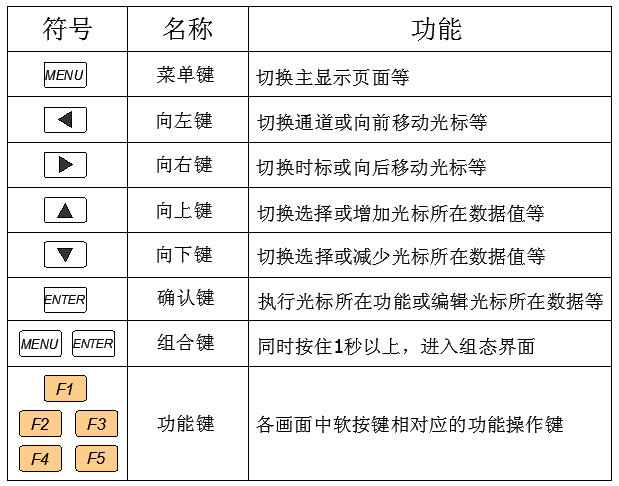 符号 名称 功能
MENU 菜单键 切换主显示页面等
向左键 切换通道或向前移动光标等
向右键 切换时标或向后移动光标等
向上键 切换选择或增加光标所在数据值等
向下键 切换选择或减少光标所在数据值等
ENTER 确认键 执行光标所在功能或编辑光标所在数据等
MENU ENTER 组合键 同时按住1秒以上，进入组态界面
F1
F2 F3 功能键 各画面中软按键相对应的功能操作键
F4 F5